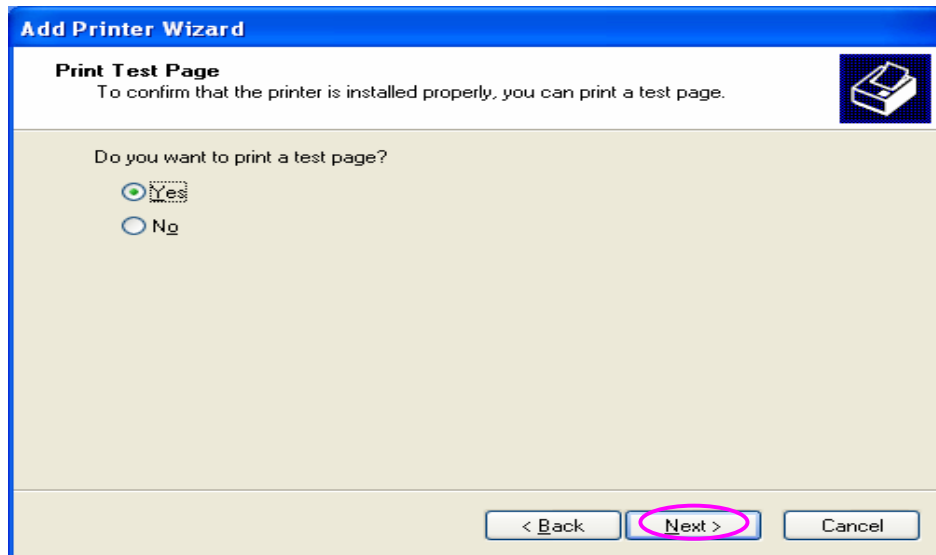 Add Printer Wizard
Print Test Page
To confirm that the printer is installed properly, you can print a test page.
Do you want to print a test page?
Yes
No
< Back Next > Cancel